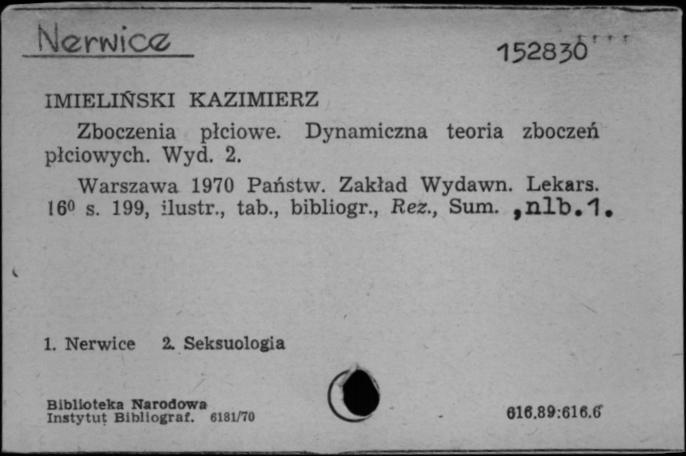 Nerwice
152830
IMIELIŃSKI KAZIMIERZ
Zboczenia płciowe. Dynamiczna teoria zboczeń
płciowych. Wyd. 2.
Warszawa 1970 Państw. Zakład Wydawn. Lekars.
16⁰ s. 199, ilustr., tab., bibliogr., Rez., Sum. ,nlb.1.
1. Nerwice 2. Seksuologia
Biblioteka Narodowa
Instytut Bibliograf. 6181/70
616.89:616.6